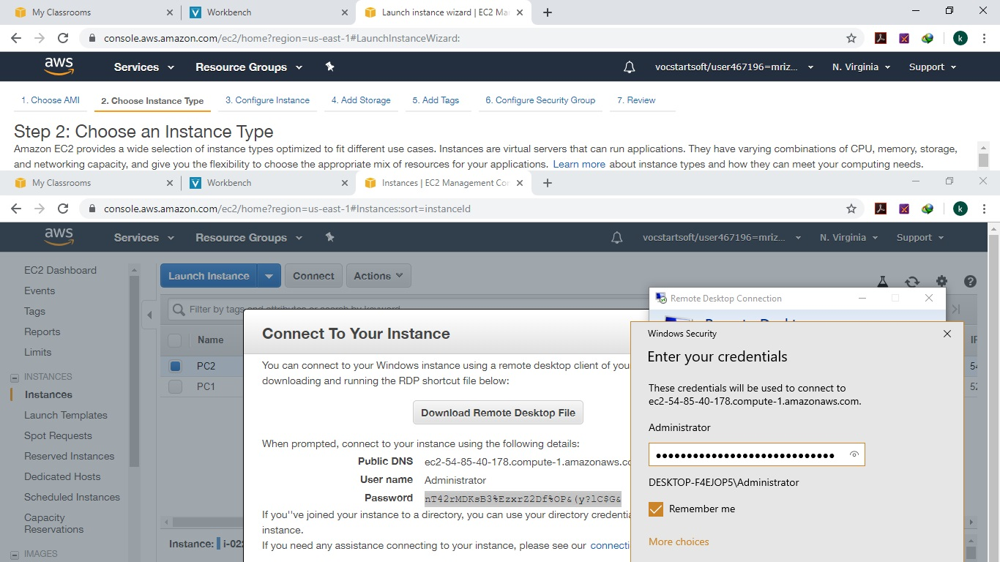 My Classrooms
Workbench
Launch instance wizard | EC2 Ma
console.aws.amazon.com/ec2/home?region=us-east-1#LaunchInstanceWizard:
k
aws
Services
Resource Groups
vocstartsoft/user467196=mriz...
N. Virginia
Support
1. Choose AMI
2. Choose Instance Type
3. Configure Instance
4. Add Storage
5. Add Tags
6. Configure Security Group
7. Review
Step 2: Choose an Instance Type
Amazon EC2 provides a wide selection of instance types optimized to fit different use cases. Instances are virtual servers that can run applications. They have varying combinations of CPU, memory, storage,
and networking capacity, and give you the flexibility to choose the appropriate mix of resources for your applications. Learn more about instance types and how they can meet your computing needs.
My Classrooms
Workbench
Instances | EC2 Management Co
console.aws.amazon.com/ec2/home?region=us-east-1#Instances:sort=instanceId
k
aws
Services
Resource Groups
vocstartsoft/user467196=mriz...
N. Virginia
Support
EC2 Dashboard
Events
Tags
Reports
Limits
INSTANCES
Instances
Launch Templates
Spot Requests
Reserved Instances
Dedicated Hosts
Scheduled Instances
Capacity
Reservations
IMAGES
Launch Instance
Connect
Actions
Filter by tags and attributes or search by keyword
Name
IP
PC2
54
PC1
52
Instance:
i-022
Connect To Your Instance
You can connect to your Windows instance using a remote desktop client of you
downloading and running the RDP shortcut file below:
Download Remote Desktop File
When prompted, connect to your instance using the following details:
Public DNS ec2-54-85-40-178.compute-1.amazonaws.co
User name Administrator
Password nT42rMDKsB3%EzxrZ2Df%OP&(y?lC$G&
If you''ve joined your instance to a directory, you can use your directory credentia
instance.
If you need any assistance connecting to your instance, please see our connecti
Remote Desktop Connection
Remote Desktop
Windows Security
Enter your credentials
These credentials will be used to connect to
ec2-54-85-40-178.compute-1.amazonaws.com.
Administrator
DESKTOP-F4EJOP5\Administrator
Remember me
More choices